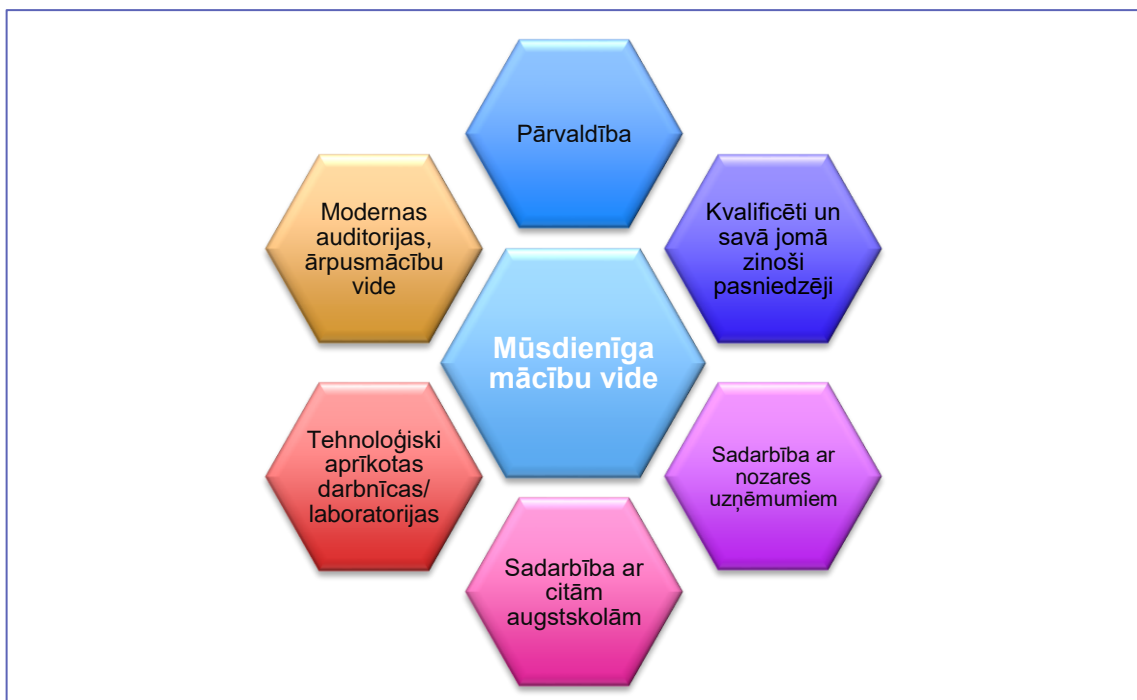 Pārvaldība
Kvalificēti un
savā jomā
zinoši
pasniedzēji
Sadarbība ar
nozares
uzņēmumiem
Sadarbība ar
citām
augstskolām
Tehnoloģiski
aprīkotas
darbnīcas/
laboratorijas
Modernas
auditorijas,
ārpusmācību
vide
Mūsdienīga
mācību vide